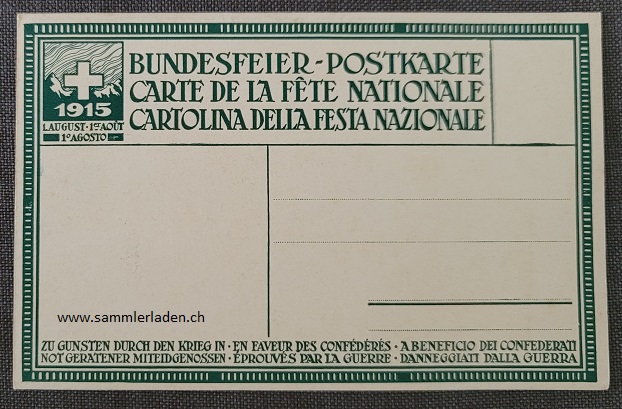 BUNDESFEIER-POSTKARTE
CARTE DE LA FÊTE NATIONALE
CARTOLINA DELLA FESTA NAZIONALE
1915
1.AUGUST·1ER AOÛT
1O AGOSTO
www.sammlerladen.ch
ZU GUNSTEN DURCH DEN KRIEG IN · EN FAVEUR DES CONFÉDÉRÉS · A BENEFICIO DEI CONFEDERATI
NOT GERATENER MITEIDGENOSSEN · ÉPROUVÉS PAR LA GUERRE · DANNEGGIATI DALLA GUERRA